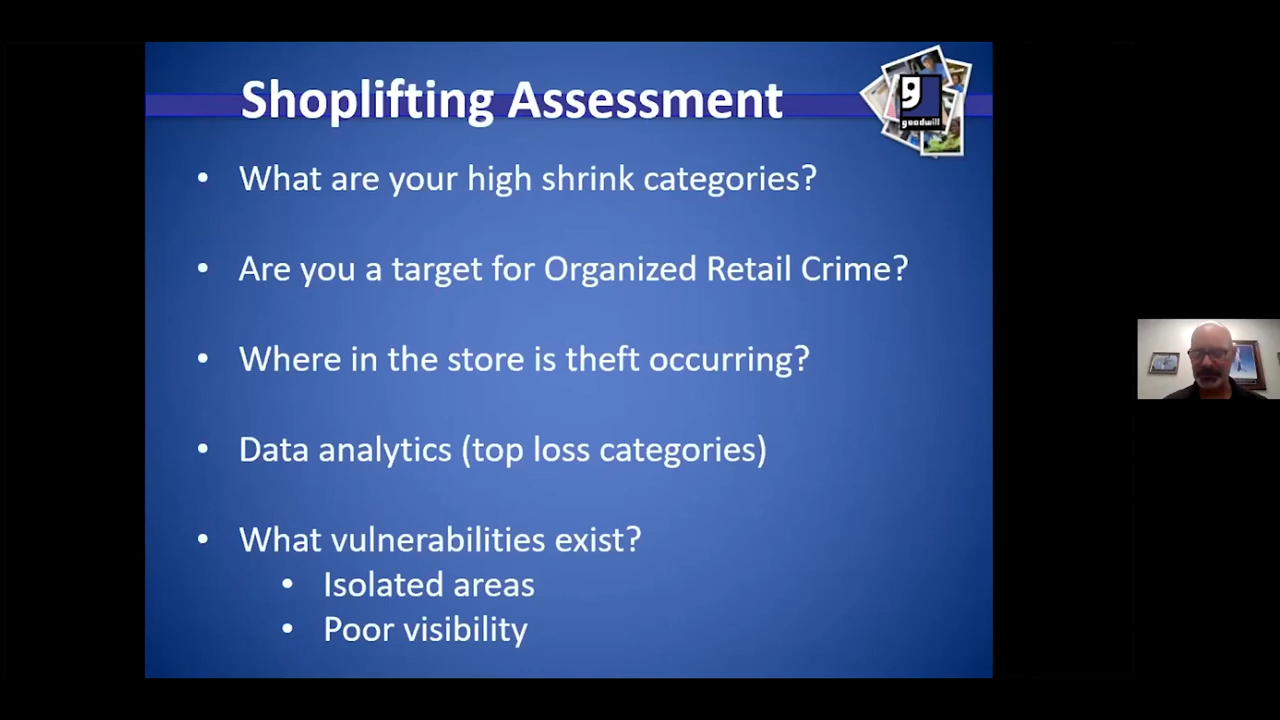 Shoplifting Assessment
g
goodwill
• What are your high shrink categories?
• Are you a target for Organized Retail Crime?
• Where in the store is theft occurring?
• Data analytics (top loss categories)
• What vulnerabilities exist?
• Isolated areas
• Poor visibility